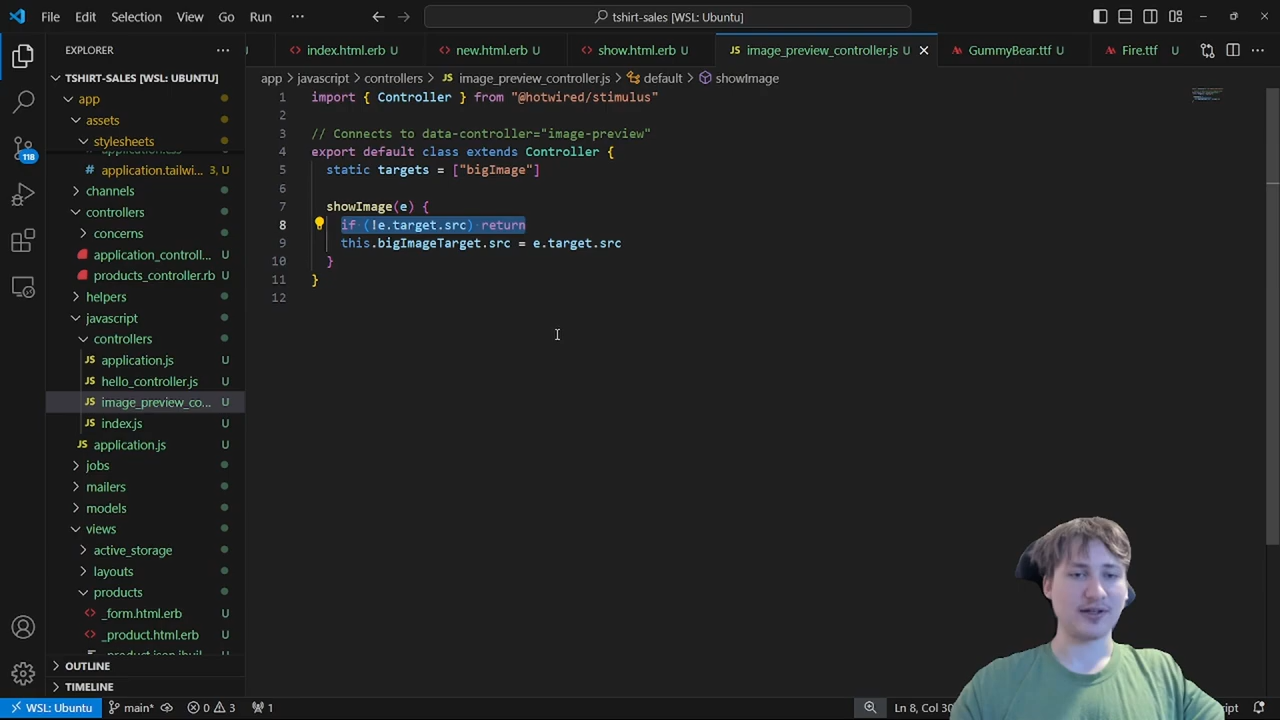 File Edit Selection View Go Run ··· tshirt-sales [WSL: Ubuntu]
EXPLORER ···
index.html.erb U
new.html.erb U
show.html.erb U
JS image_preview_controller.js U
GummyBear.ttf U
Fire.ttf U
TSHIRT-SALES [WSL: UBUNTU]
app > javascript > controllers > JS image_preview_controller.js > default > showImage
app
assets
stylesheets
# application.tailwi... 3, U
channels
controllers
concerns
application_controll...
products_controller.rb U
helpers
javascript
controllers
JS application.js U
JS hello_controller.js U
JS image_preview_co... U
JS index.js U
JS application.js U
jobs
mailers
models
views
active_storage
layouts
products
_form.html.erb U
_product.html.erb U
OUTLINE
TIMELINE
118
1 import { Controller } from "@hotwired/stimulus"
2
3 // Connects to data-controller="image-preview"
4 export default class extends Controller {
5 static targets = ["bigImage"]
6
7 showImage(e) {
8 if (!e.target.src) return
9 this.bigImageTarget.src = e.target.src
10 }
11 }
12
WSL: Ubuntu main* 0 3 1 Ln 8, Col 30